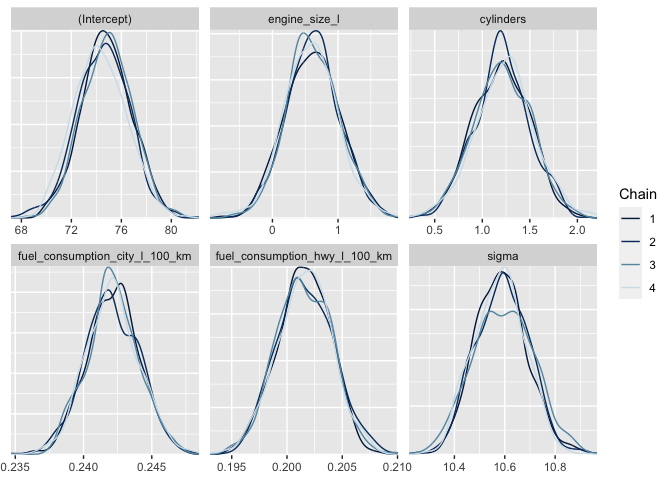 (Intercept) engine_size_l cylinders
68 72 76 80 0 1 0.5 1.0 1.5 2.0
fuel_consumption_city_l_100_km fuel_consumption_hwy_l_100_km sigma
0.235 0.240 0.245 0.195 0.200 0.205 0.210 10.4 10.6 10.8
Chain
1
2
3
4